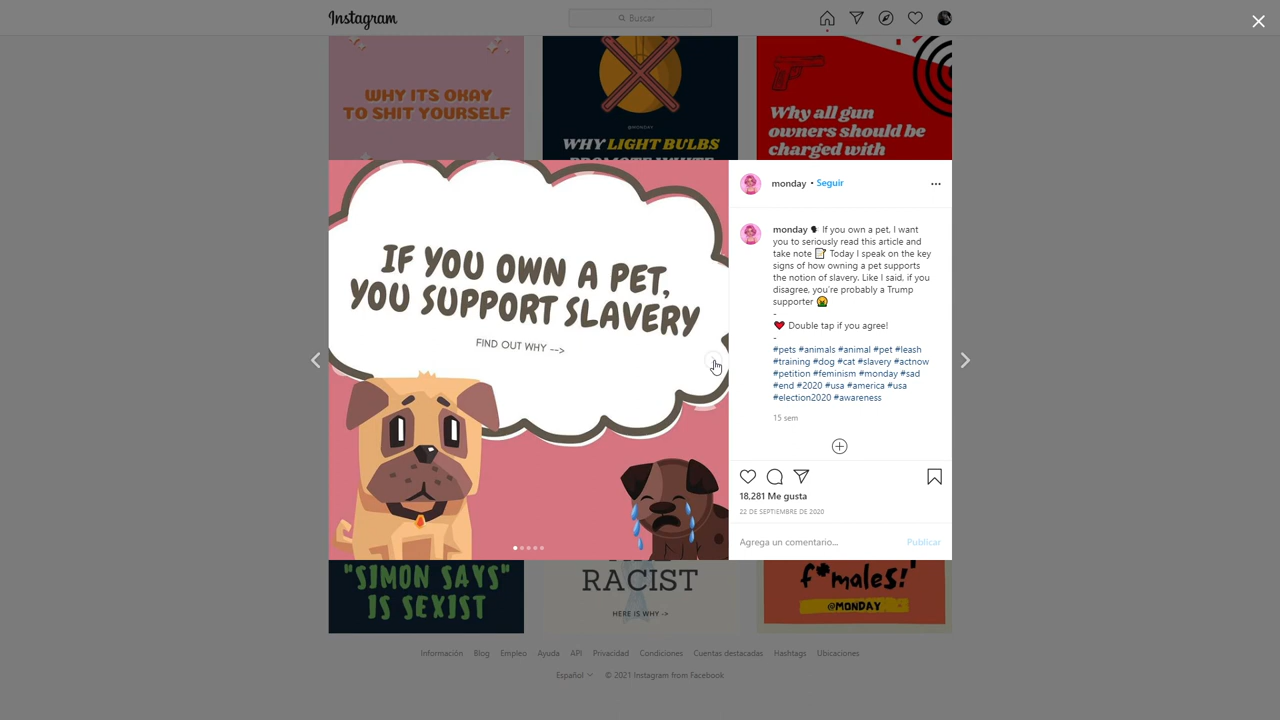 Instagram
Buscar
WHY ITS OKAY
TO SHIT YOURSELF
@MONDAY
WHY LIGHT BULBS
PROMOTE WHITE
Why all gun
owners should be
charged with
IF YOU OWN A PET,
YOU SUPPORT SLAVERY
FIND OUT WHY -->
monday • Seguir
monday 🗣 If you own a pet, I want
you to seriously read this article and
take note 📝 Today I speak on the key
signs of how owning a pet supports
the notion of slavery. Like I said, if you
disagree, you're probably a Trump
supporter 🤮
-
❤️ Double tap if you agree!
-
#pets #animals #animal #pet #leash
#training #dog #cat #slavery #actnow
#petition #feminism #monday #sad
#end #2020 #usa #america #usa
#election2020 #awareness
15 sem
18.281 Me gusta
22 DE SEPTIEMBRE DE 2020
Agrega un comentario... Publicar
"SIMON SAYS"
IS SEXIST
RACIST
HERE IS WHY ->
f*males!"
@MONDAY
Información Blog Empleo Ayuda API Privacidad Condiciones Cuentas destacadas Hashtags Ubicaciones
Español © 2021 Instagram from Facebook